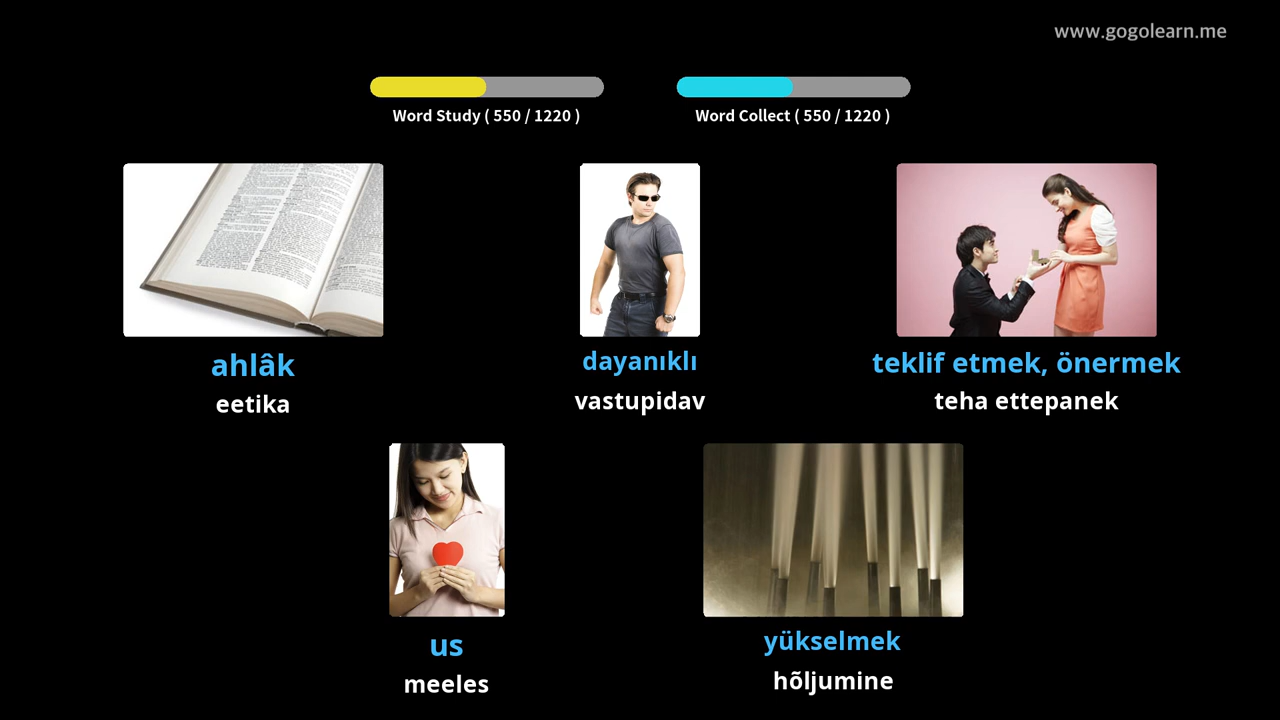 www.gogolearn.me
Word Study ( 550 / 1220 )
Word Collect ( 550 / 1220 )
ahlâk
eetika
dayanıklı
vastupidav
teklif etmek, önermek
teha ettepanek
us
meeles
yükselmek
hõljumine